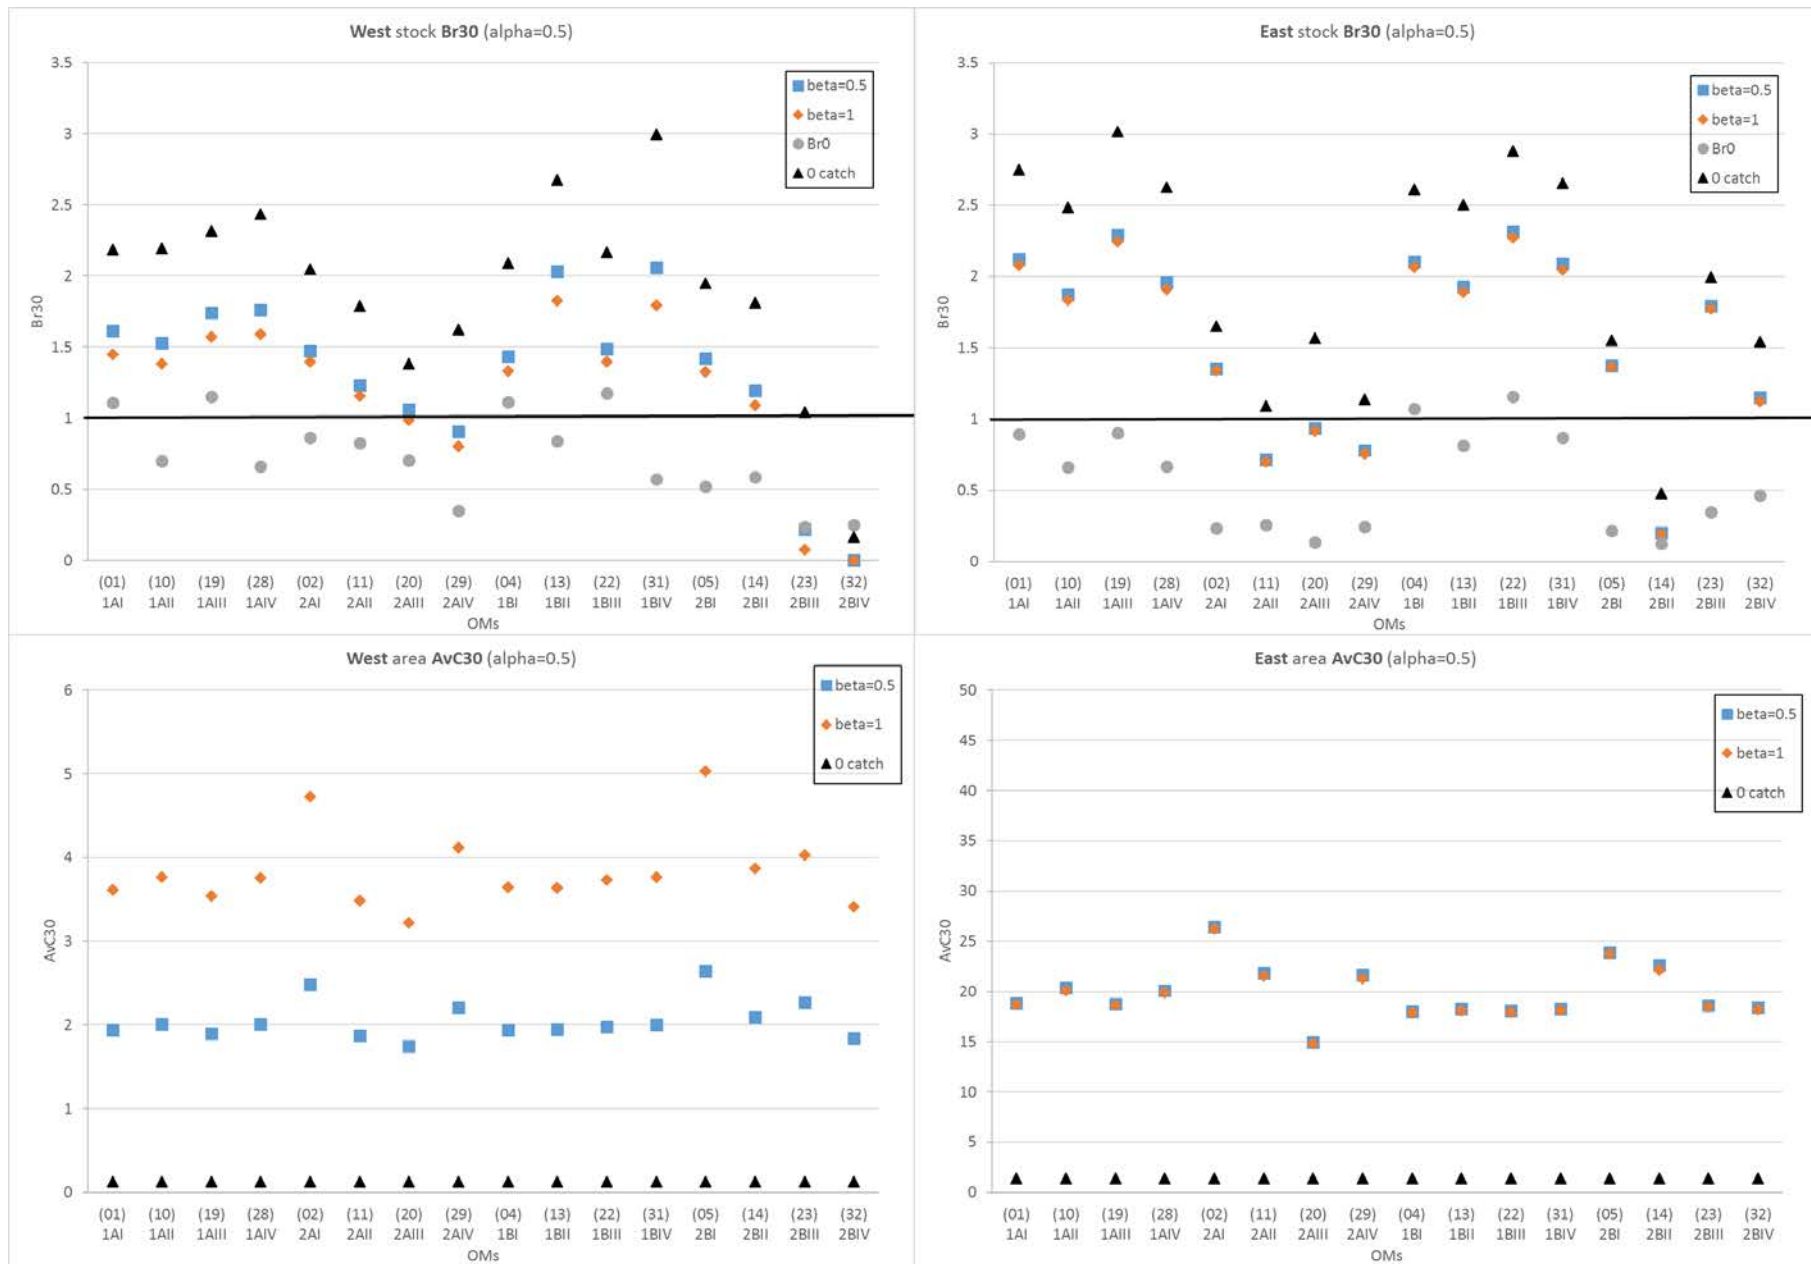 West stock Br30 (alpha=0.5)
3.5
3
2.5
2
1.5
1
0.5
0
Br30
beta=0.5
beta=1
Br0
0 catch
(01) (10) (19) (28) (02) (11) (20) (29) (04) (13) (22) (31) (05) (14) (23) (32)
1AI 1AII 1AIII 1AIV 2AI 2AII 2AIII 2AIV 1BI 1BII 1BIII 1BIV 2BI 2BII 2BIII 2BIV
OMs
East stock Br30 (alpha=0.5)
3.5
3
2.5
2
1.5
1
0.5
0
Br30
beta=0.5
beta=1
Br0
0 catch
(01) (10) (19) (28) (02) (11) (20) (29) (04) (13) (22) (31) (05) (14) (23) (32)
1AI 1AII 1AIII 1AIV 2AI 2AII 2AIII 2AIV 1BI 1BII 1BIII 1BIV 2BI 2BII 2BIII 2BIV
OMs
West area AvC30 (alpha=0.5)
6
5
4
3
2
1
0
AvC30
beta=0.5
beta=1
0 catch
(01) (10) (19) (28) (02) (11) (20) (29) (04) (13) (22) (31) (05) (14) (23) (32)
1AI 1AII 1AIII 1AIV 2AI 2AII 2AIII 2AIV 1BI 1BII 1BIII 1BIV 2BI 2BII 2BIII 2BIV
OMs
East area AvC30 (alpha=0.5)
50
45
40
35
30
25
20
15
10
5
0
AvC30
beta=0.5
beta=1
0 catch
(01) (10) (19) (28) (02) (11) (20) (29) (04) (13) (22) (31) (05) (14) (23) (32)
1AI 1AII 1AIII 1AIV 2AI 2AII 2AIII 2AIV 1BI 1BII 1BIII 1BIV 2BI 2BII 2BIII 2BIV
OMs